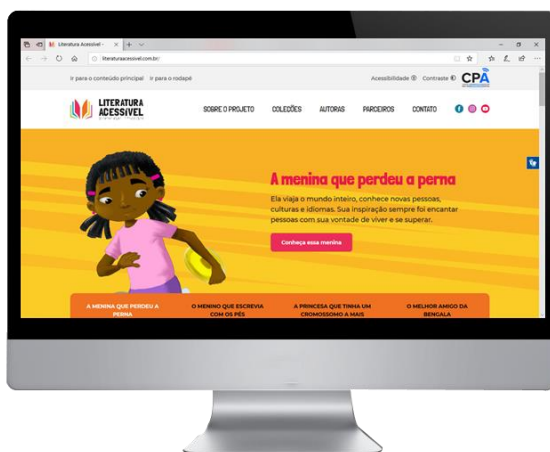 Literatura Acessível -
literaturaacessivel.com.br
Ir para o conteúdo principal Ir para o rodapé
Acessibilidade Contraste CPA
LITERATURA
ACESSÍVEL
SOBRE O PROJETO COLEÇÕES AUTORAS PARCEIROS CONTATO
A menina que perdeu a perna
Ela viaja o mundo inteiro, conhece novas pessoas,
culturas e idiomas. Sua inspiração sempre foi encantar
pessoas com sua vontade de viver e se superar.
Conheça essa menina
A MENINA QUE PERDEU A PERNA
O MENINO QUE ESCREVIA COM OS PÉS
A PRINCESA QUE TINHA UM CROMOSSOMO A MAIS
O MELHOR AMIGO DA BENGALA